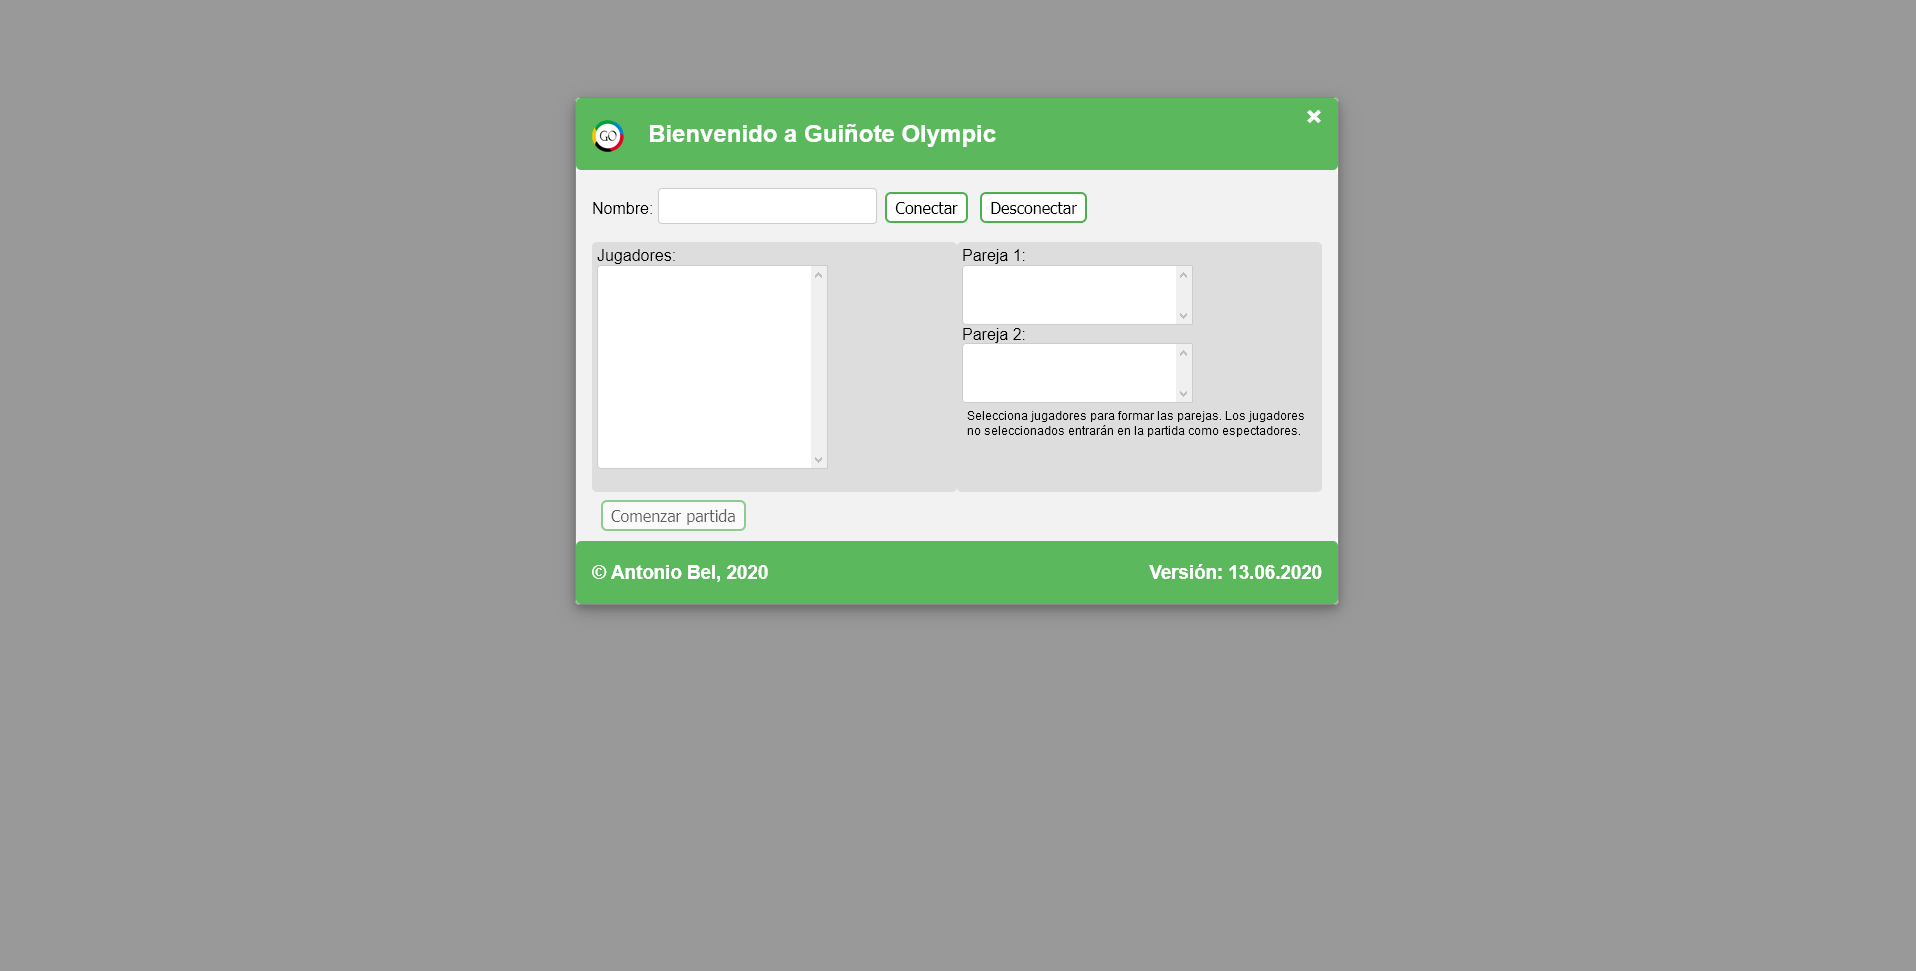 GO
Bienvenido a Guiñote Olympic
Nombre:
Conectar
Desconectar
Jugadores:
Pareja 1:
Pareja 2:
Selecciona jugadores para formar las parejas. Los jugadores
no seleccionados entrarán en la partida como espectadores.
Comenzar partida
© Antonio Bel, 2020
Versión: 13.06.2020